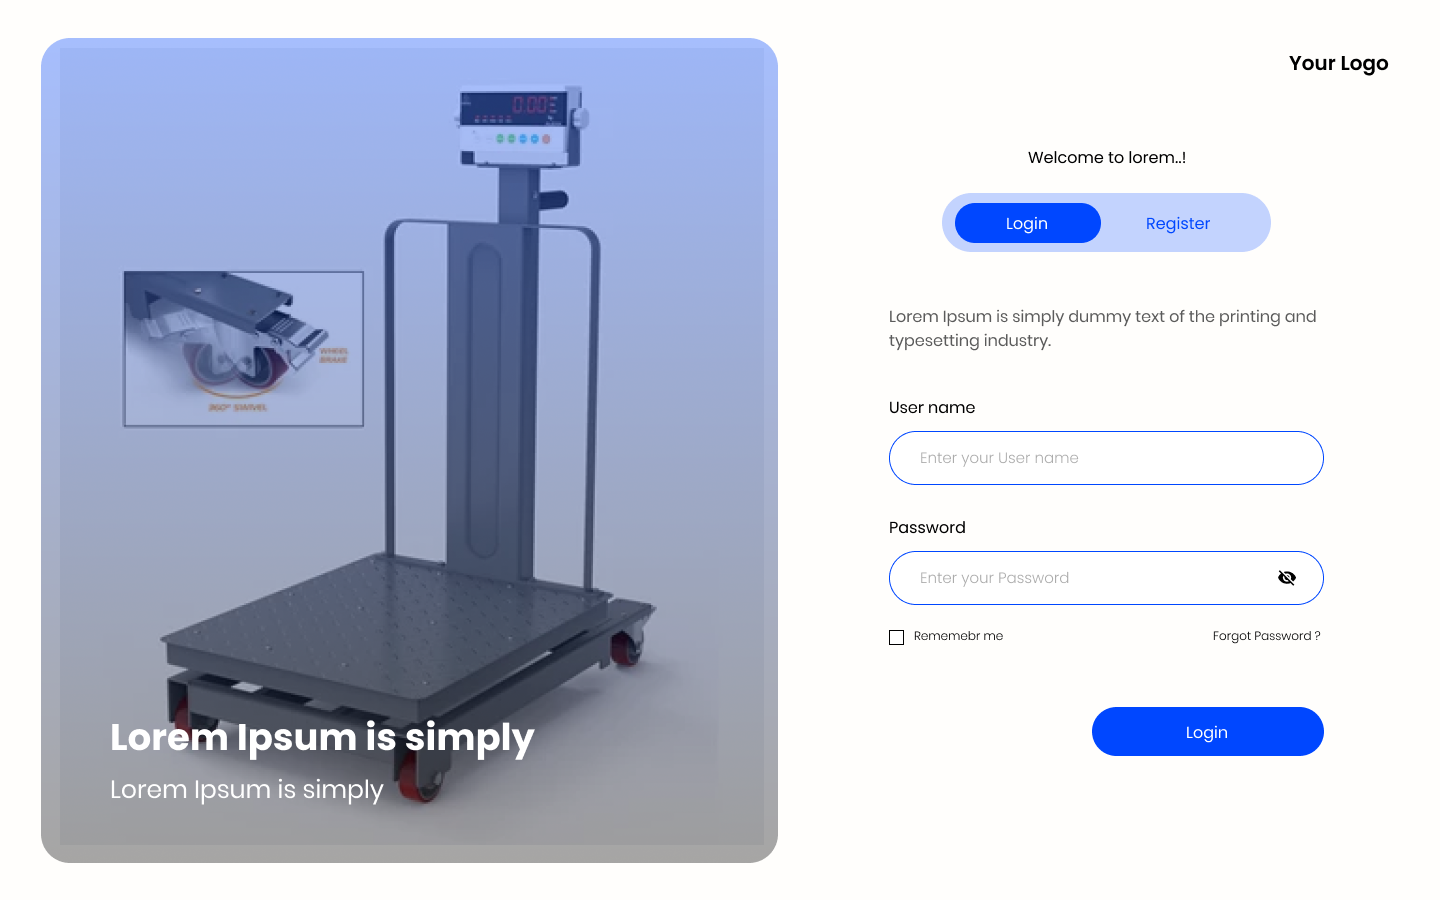 0:00
WHEEL
BRAKE
360° SWIVEL
Lorem Ipsum is simply
Lorem Ipsum is simply
Your Logo
Welcome to lorem..!
Login
Register
Lorem Ipsum is simply dummy text of the printing and
typesetting industry.
User name
Enter your User name
Password
Enter your Password
Rememebr me
Forgot Password ?
Login